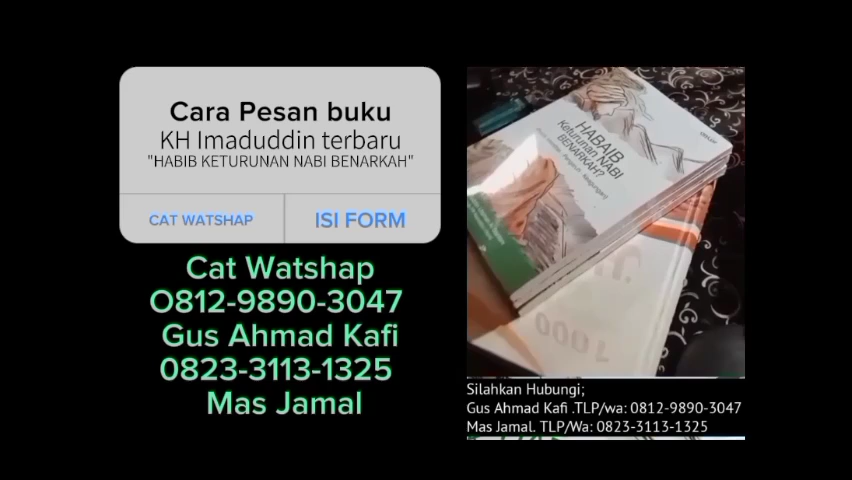 Cara Pesan buku
KH Imaduddin terbaru
"HABIB KETURUNAN NABI BENARKAH"
CAT WATSHAP
ISI FORM
Cat Watshap
O812-9890-3047
Gus Ahmad Kafi
0823-3113-1325
Mas Jamal
HABAIB
Keturunan NABI
BENARKAH?
1000
Silahkan Hubungi;
Gus Ahmad Kafi .TLP/wa: 0812-9890-3047
Mas Jamal. TLP/Wa: 0823-3113-1325